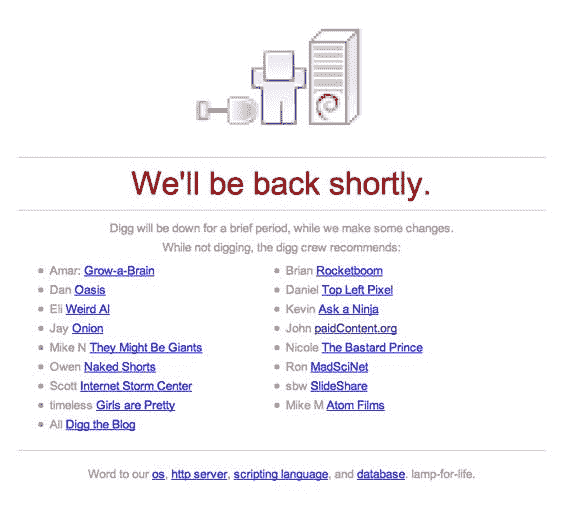 We'll be back shortly.
Digg will be down for a brief period, while we make some changes.
While not digging, the digg crew recommends:
Amar: Grow-a-Brain
Dan Oasis
Eli Weird Al
Jay Onion
Mike N They Might Be Giants
Owen Naked Shorts
Scott Internet Storm Center
timeless Girls are Pretty
All Digg the Blog
Brian Rocketboom
Daniel Top Left Pixel
Kevin Ask a Ninja
John paidContent.org
Nicole The Bastard Prince
Ron MadSciNet
sbw SlideShare
Mike M Atom Films
Word to our os, http server, scripting language, and database. lamp-for-life.